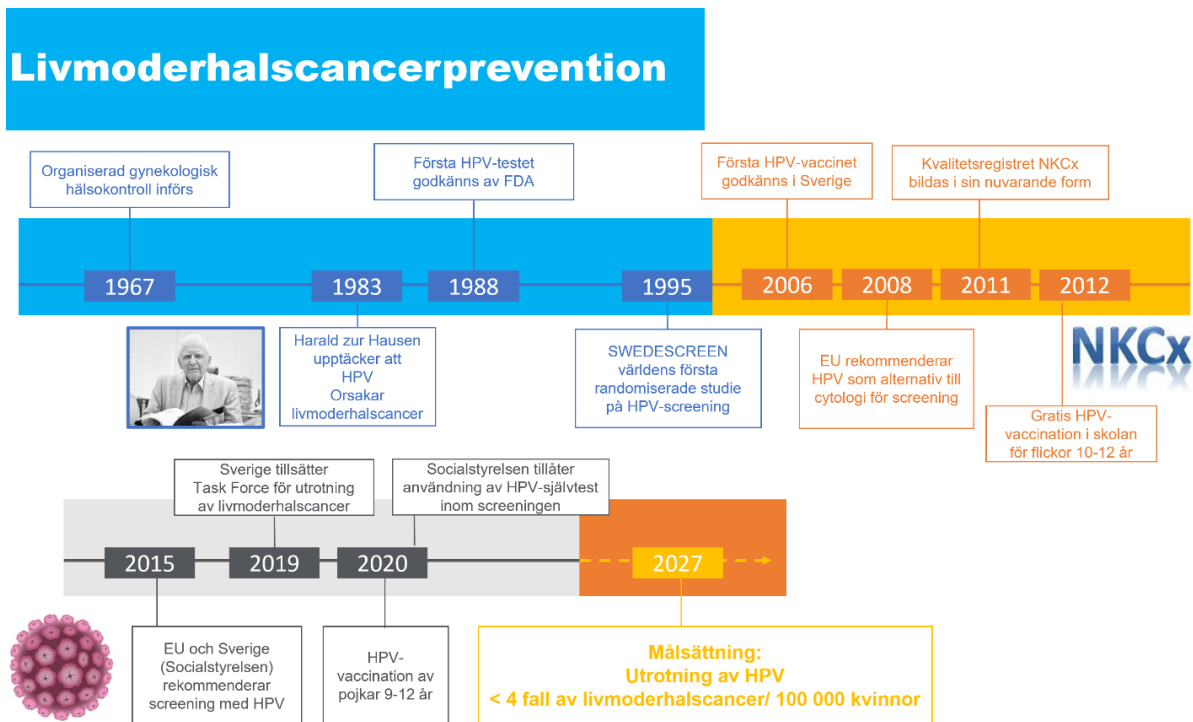 Livmoderhalscancerprevention
Organiserad gynekologisk
hälsokontroll införs
Första HPV-testet
godkänns av FDA
Första HPV-vaccinet
godkänns i Sverige
Kvalitetsregistret NKCx
bildas i sin nuvarande form
1967
1983
1988
1995
2006
2008
2011
2012
Harald zur Hausen
upptäcker att
HPV
Orsakar
livmoderhalscancer
SWEDESCREEN
världens första
randomiserade studie
på HPV-screening
EU rekommenderar
HPV som alternativ till
cytologi för screening
NKCx
Gratis HPV-
vaccination i skolan
för flickor 10-12 år
Sverige tillsätter
Task Force för utrotning
av livmoderhalscancer
Socialstyrelsen tillåter
användning av HPV-självtest
inom screeningen
2015
2019
2020
2027
EU och Sverige
(Socialstyrelsen)
rekommenderar
screening med HPV
HPV-
vaccination av
pojkar 9-12 år
Målsättning:
Utrotning av HPV
< 4 fall av livmoderhalscancer/ 100 000 kvinnor